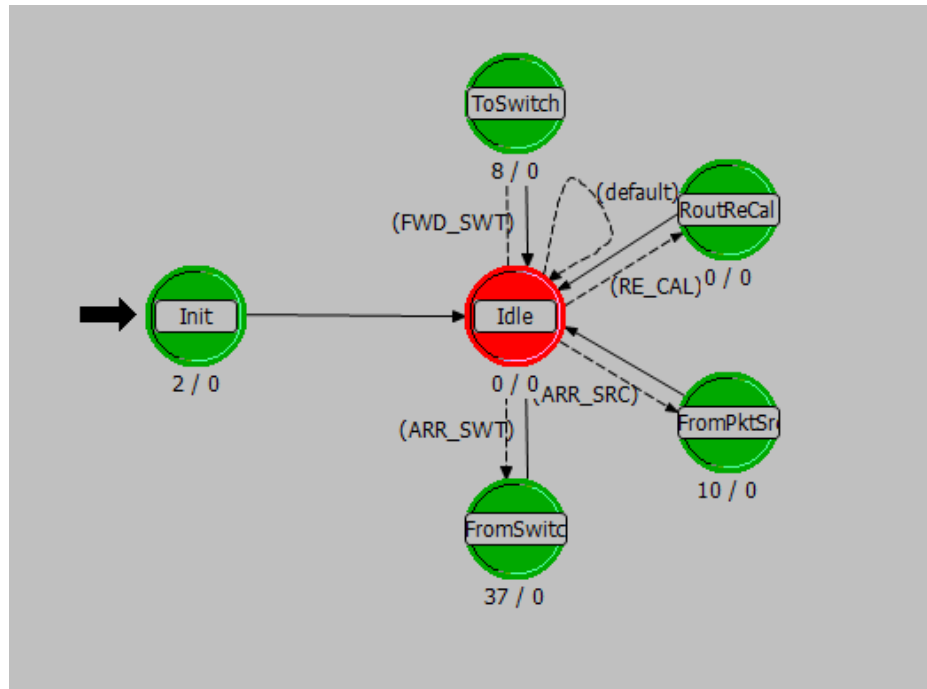 ToSwitch
8 / 0
(default)
(FWD_SWT)
RoutReCal
(RE_CAL)
0 / 0
Init
2 / 0
Idle
0 / 0
(ARR_SRC)
(ARR_SWT)
FromPktSr
10 / 0
FromSwitc
37 / 0